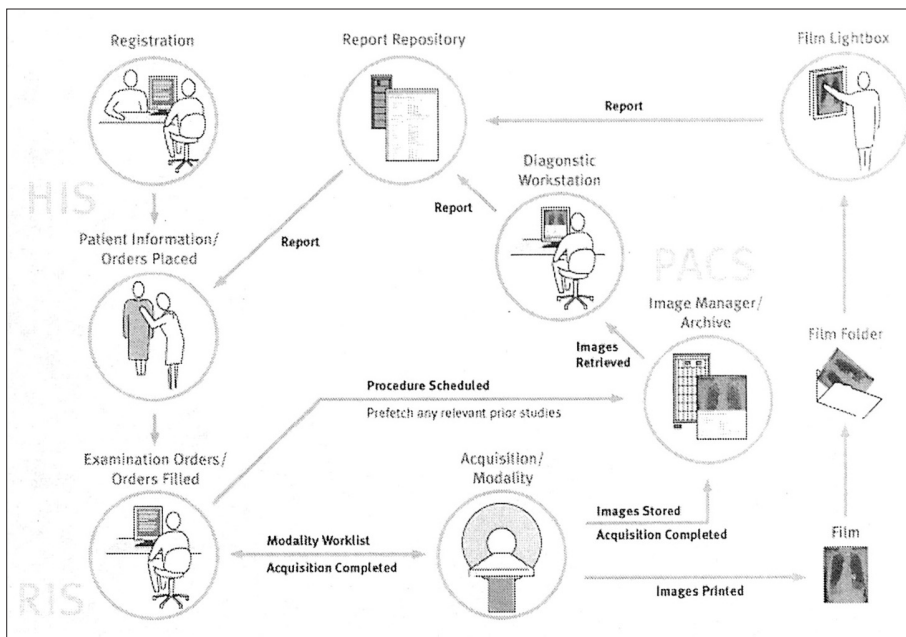 Registration
Report Repository
Film Lightbox
Report
Diagonstic
Workstation
HIS
Report
Patient Information/
Orders Placed
Report
PACS
Image Manager/
Archive
Images
Retrieved
Film Folder
Procedure Scheduled
Prefetch any relevant prior studies
Examination Orders/
Orders Filled
Acquisition/
Modality
Images Stored
Acquisition Completed
Film
Modality Worklist
Acquisition Completed
RIS
Images Printed